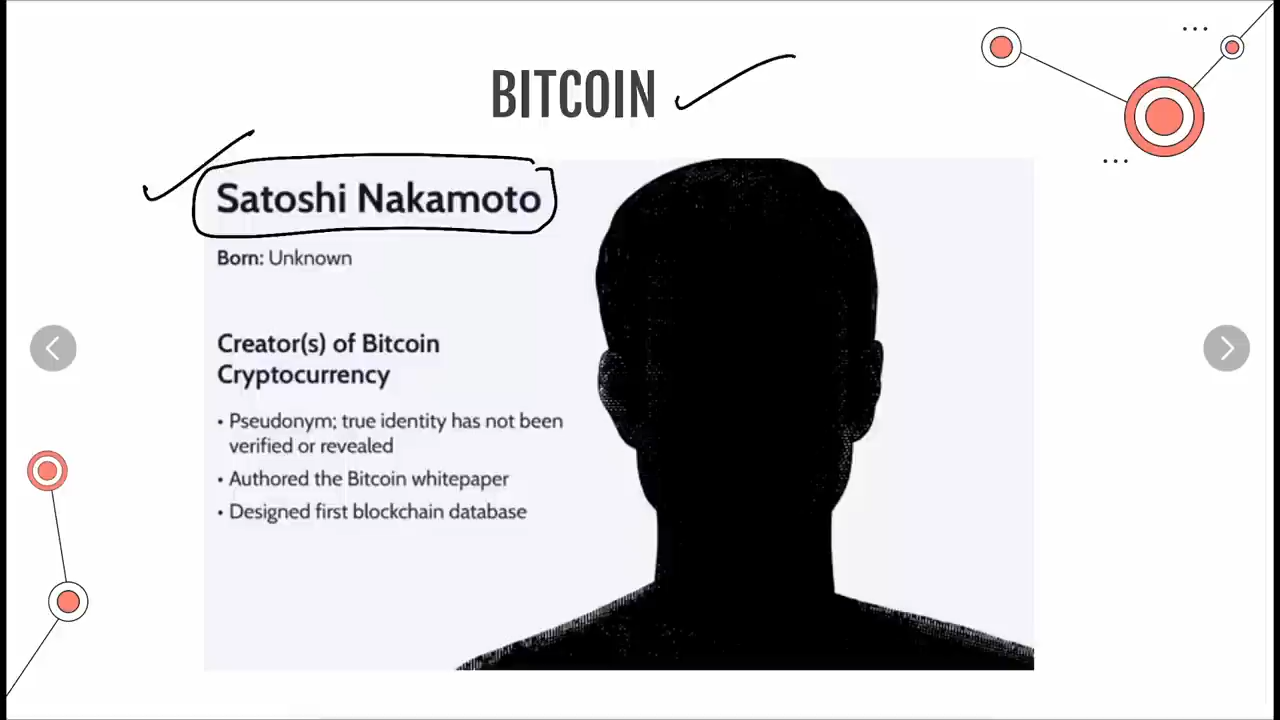 BITCOIN
Satoshi Nakamoto
Born: Unknown
Creator(s) of Bitcoin
Cryptocurrency
• Pseudonym; true identity has not been
verified or revealed
• Authored the Bitcoin whitepaper
• Designed first blockchain database